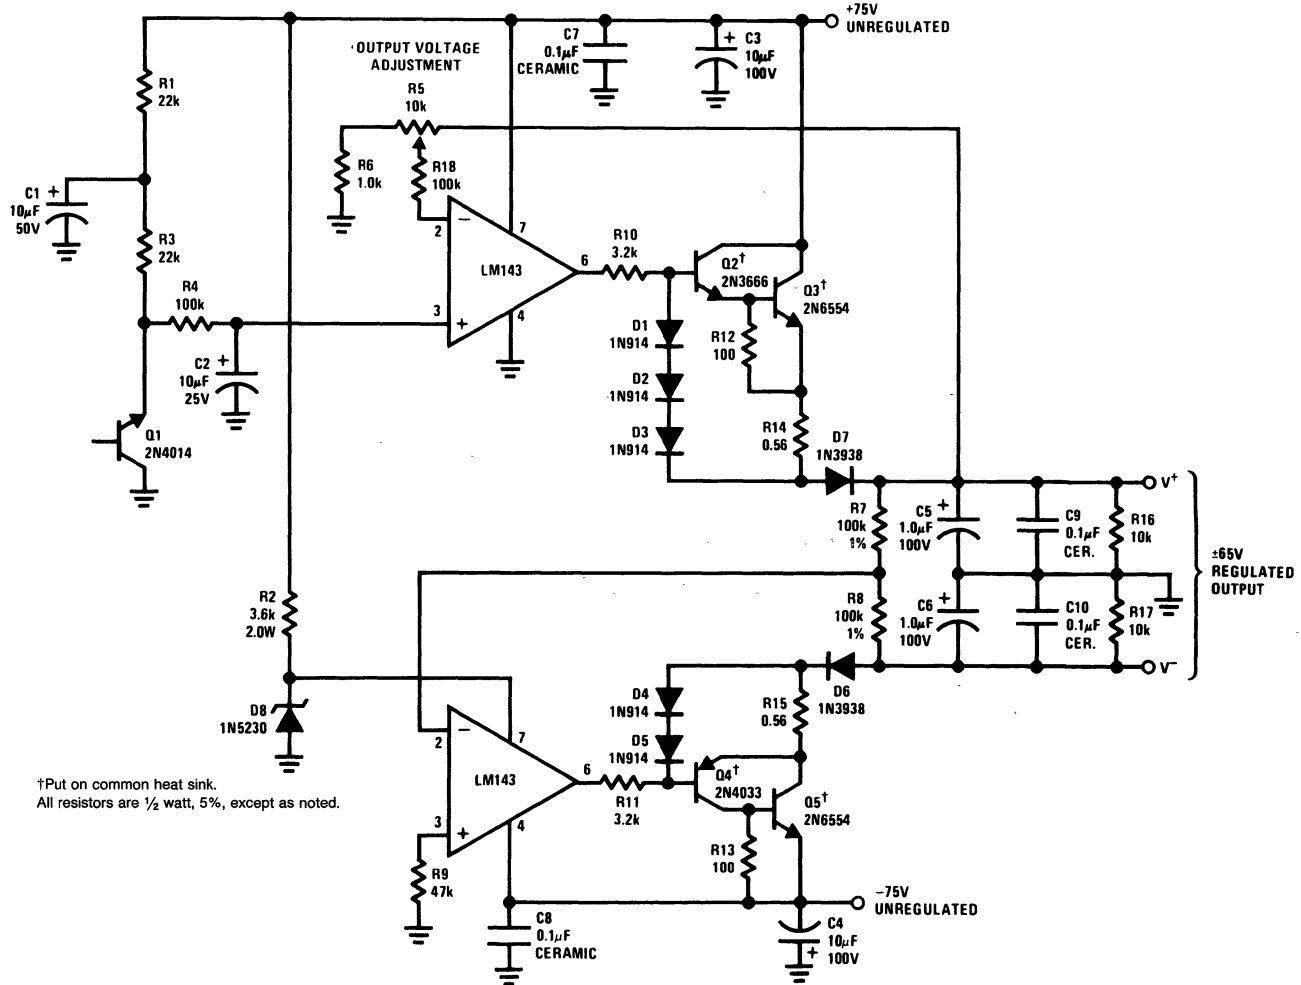 +75V
UNREGULATED
OUTPUT VOLTAGE
ADJUSTMENT
C7
0.1µF
CERAMIC
+ C3
10µF
100V
R1
22k
R5
10k
R6
1.0k
R18
100k
C1 +
10µF
50V
R3
22k
R4
100k
C2 +
10µF
25V
Q1
2N4014
−
2
7
LM143
6
3
+
4
R10
3.2k
Q2†
2N3666
Q3†
2N6554
D1
1N914
R12
100
D2
1N914
D3
1N914
R14
0.56
D7
1N3938
V+
R7
100k
1%
C5 +
1.0µF
100V
C9
0.1µF
CER.
R16
10k
±65V
REGULATED
OUTPUT
R2
3.6k
2.0W
R8
100k
1%
C6 +
1.0µF
100V
C10
0.1µF
CER.
R17
10k
V−
D6
1N3938
D4
1N914
R15
0.56
D8
1N5230
D5
1N914
−
2
7
LM143
6
3
+
4
R11
3.2k
Q4†
2N4033
Q5†
2N6554
†Put on common heat sink.
All resistors are ½ watt, 5%, except as noted.
R13
100
R9
47k
−75V
UNREGULATED
C8
0.1µF
CERAMIC
C4
10µF
+ 100V